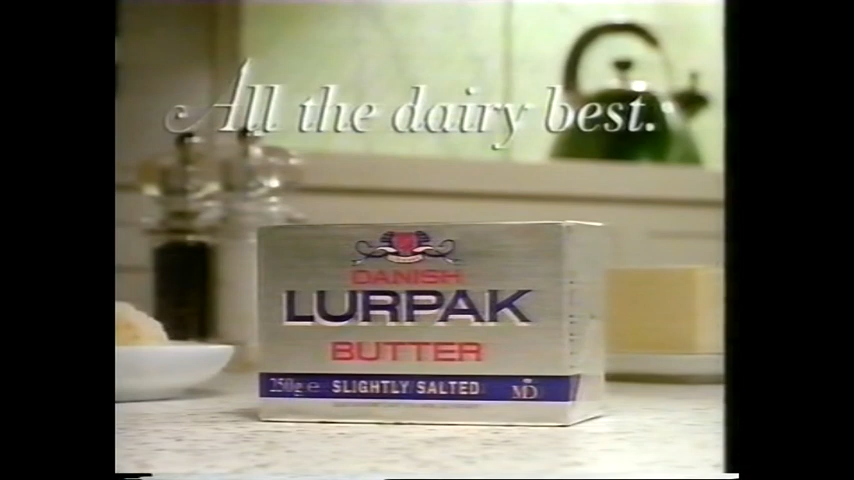 All the dairy best.
DANISH
LURPAK
BUTTER
250g e SLIGHTLY SALTED MD